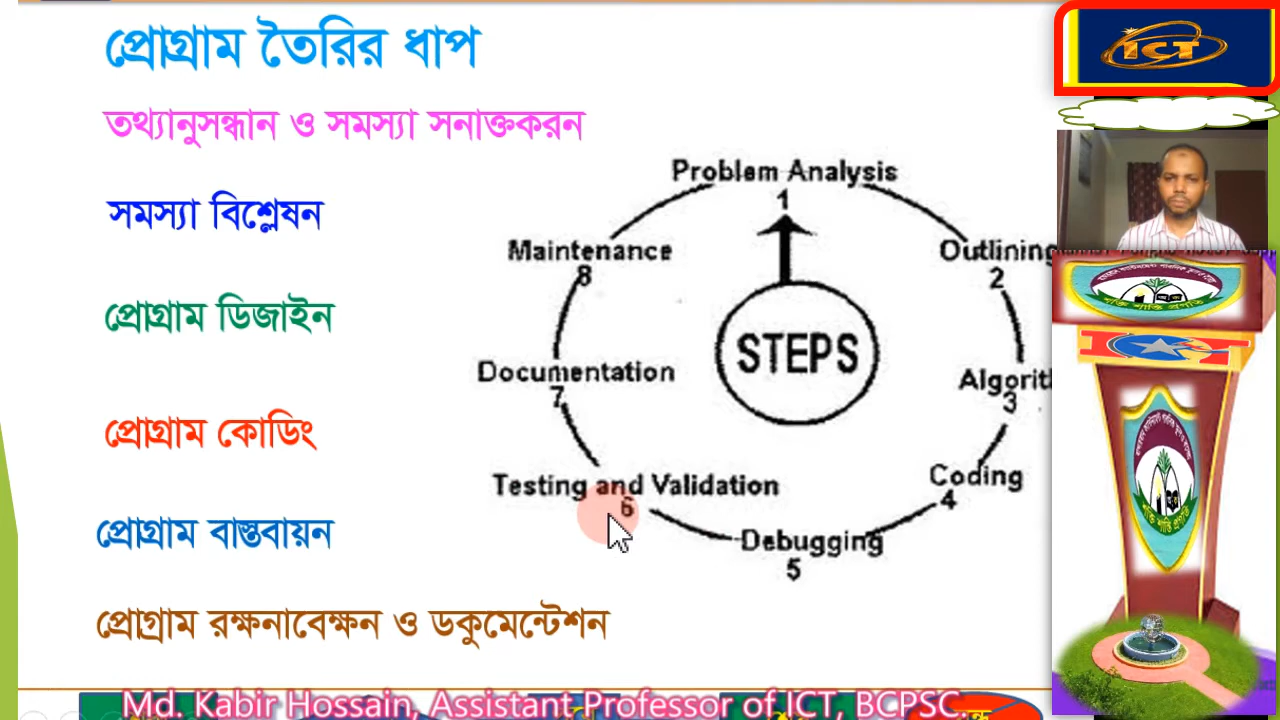 প্রোগ্রাম তৈরির ধাপ
তথ্যানুসন্ধান ও সমস্যা সনাক্তকরন
সমস্যা বিশ্লেষন
প্রোগ্রাম ডিজাইন
প্রোগ্রাম কোডিং
প্রোগ্রাম বাস্তবায়ন
প্রোগ্রাম রক্ষনাবেক্ষন ও ডকুমেন্টেশন
Problem Analysis
1
Outlining
2
Algorith
3
Coding
4
Debugging
5
Testing and Validation
6
Documentation
7
Maintenance
8
STEPS
ICT
শিক্ষা শান্তি প্রগতি
Md. Kabir Hossain, Assistant Professor of ICT, BCPSC.